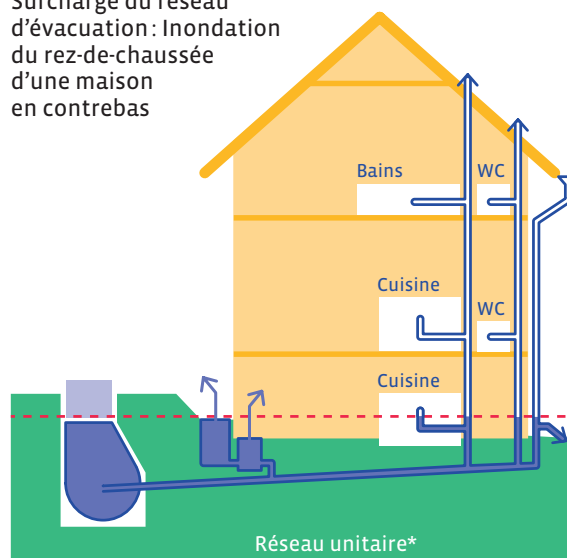 Surcharge du réseau
d'évacuation : Inondation
du rez-de-chaussée
d'une maison
en contrebas
Bains
WC
Cuisine
WC
Cuisine
Réseau unitaire*